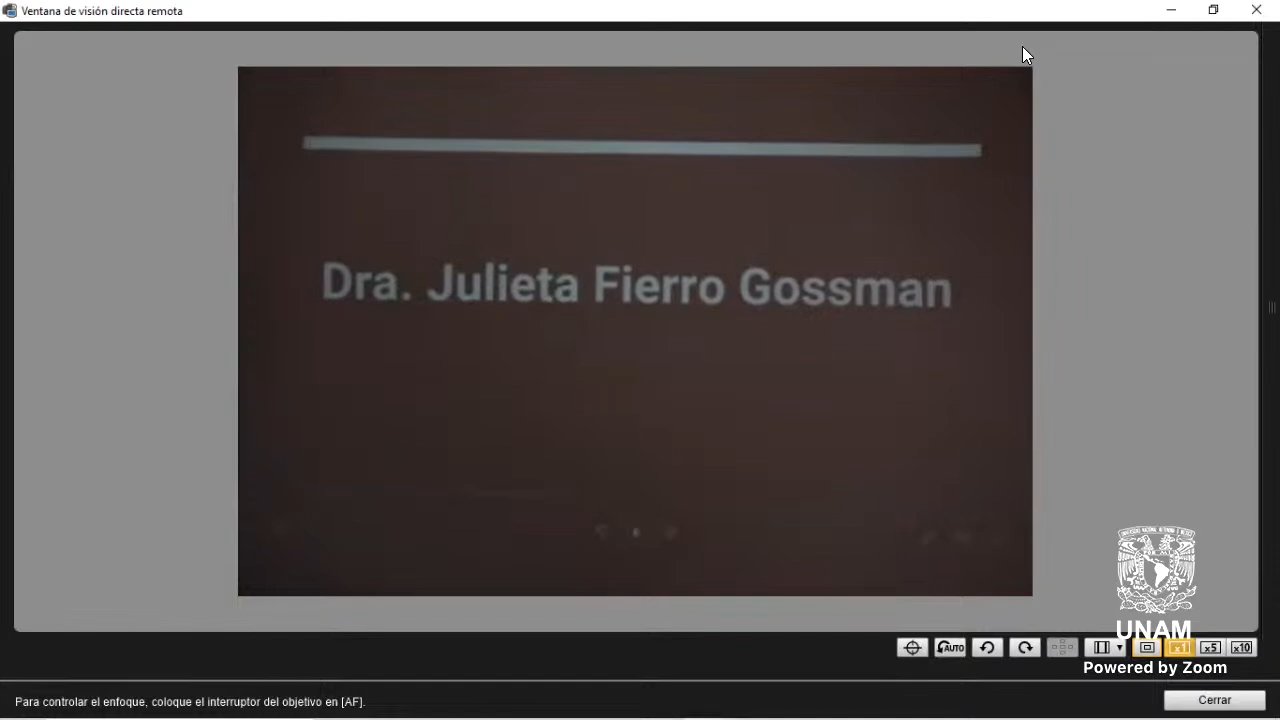 Ventana de visión directa remota
Dra. Julieta Fierro Gossman
AUTO
x1
x5
x10
UNAM
Powered by Zoom
Para controlar el enfoque, coloque el interruptor del objetivo en [AF].
Cerrar